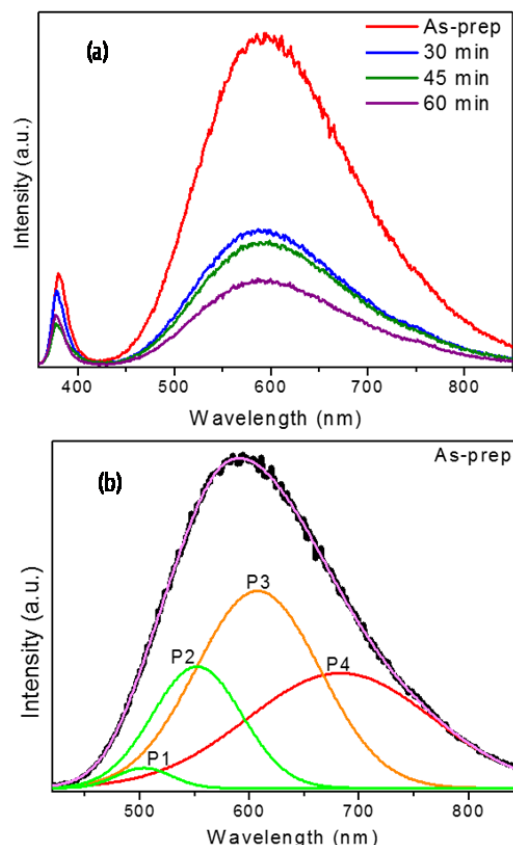 (a)
As-prep
30 min
45 min
60 min
Intensity (a.u.)
400 500 600 700 800
Wavelength (nm)
(b)
As-prep
P3
P2
P4
P1
Intensity (a.u.)
500 600 700 800
Wavelength (nm)